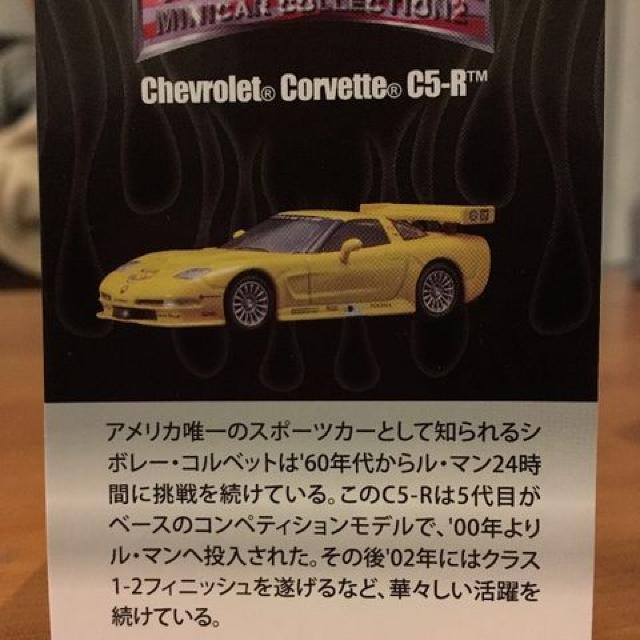 MINICAR COLLECTION2
Chevrolet® Corvette® C5-R™
アメリカ唯一のスポーツカーとして知られるシ
ボレー・コルベットは'60年代からル・マン24時
間に挑戦を続けている。このC5-Rは5代目が
ベースのコンペティションモデルで、'00年より
ル・マンへ投入された。その後'02年にはクラス
1-2フィニッシュを遂げるなど、華々しい活躍を
続けている。